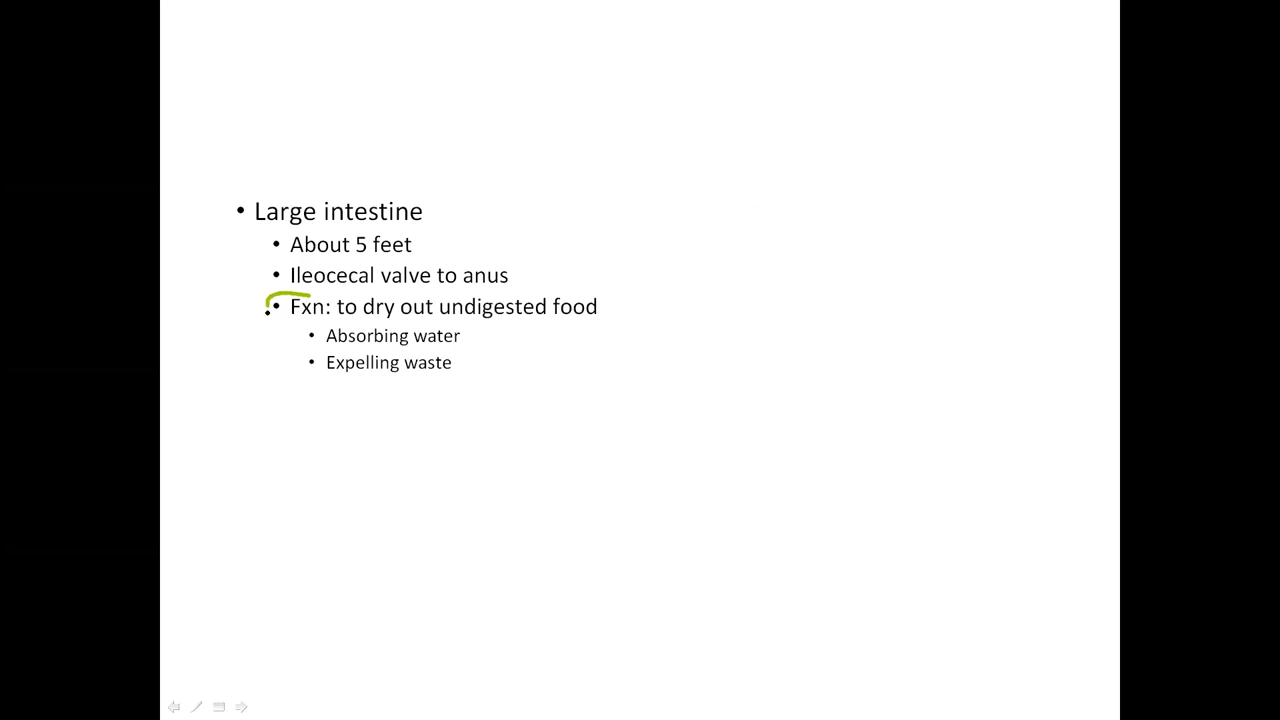 • Large intestine
• About 5 feet
• Ileocecal valve to anus
• Fxn: to dry out undigested food
• Absorbing water
• Expelling waste